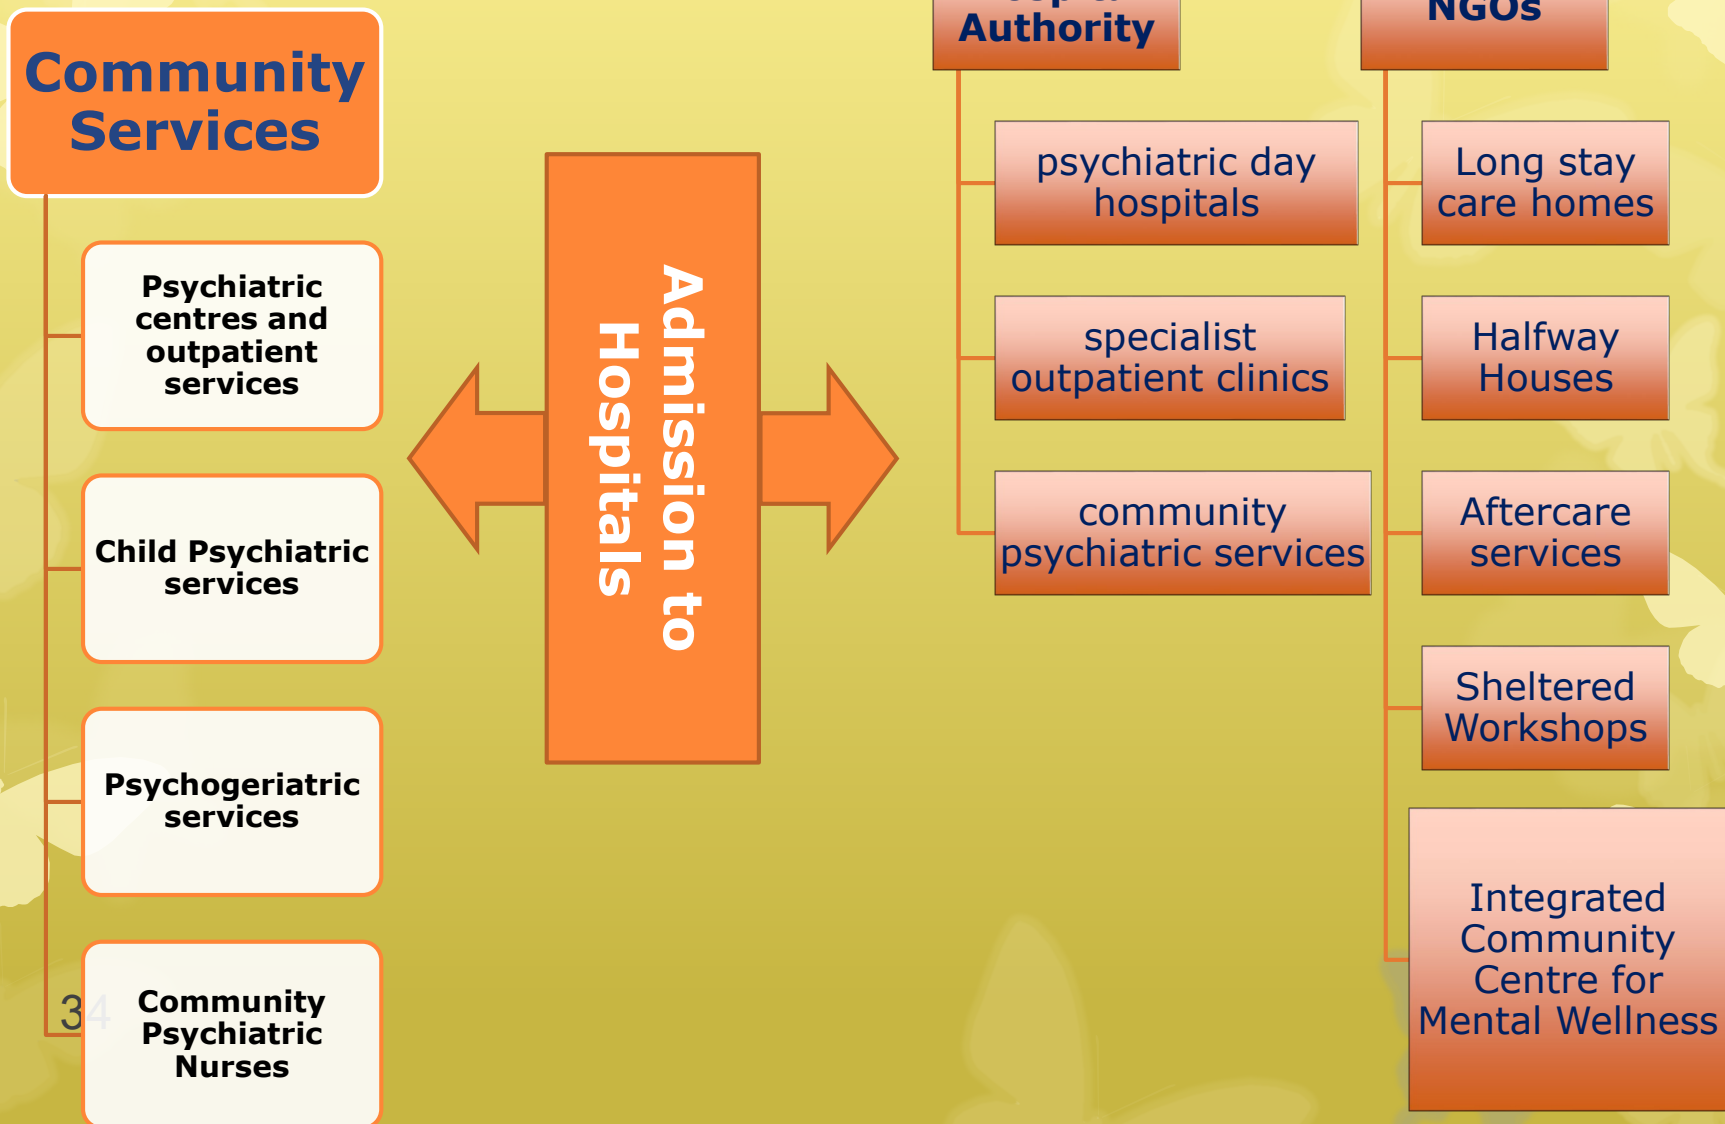 Community
Services
Psychiatric
centres and
outpatient
services
Child Psychiatric
services
Psychogeriatric
services
Community
Psychiatric
Nurses
34
Admission to
Hospitals
Authority
psychiatric day
hospitals
specialist
outpatient clinics
community
psychiatric services
NGOs
Long stay
care homes
Halfway
Houses
Aftercare
services
Sheltered
Workshops
Integrated
Community
Centre for
Mental Wellness